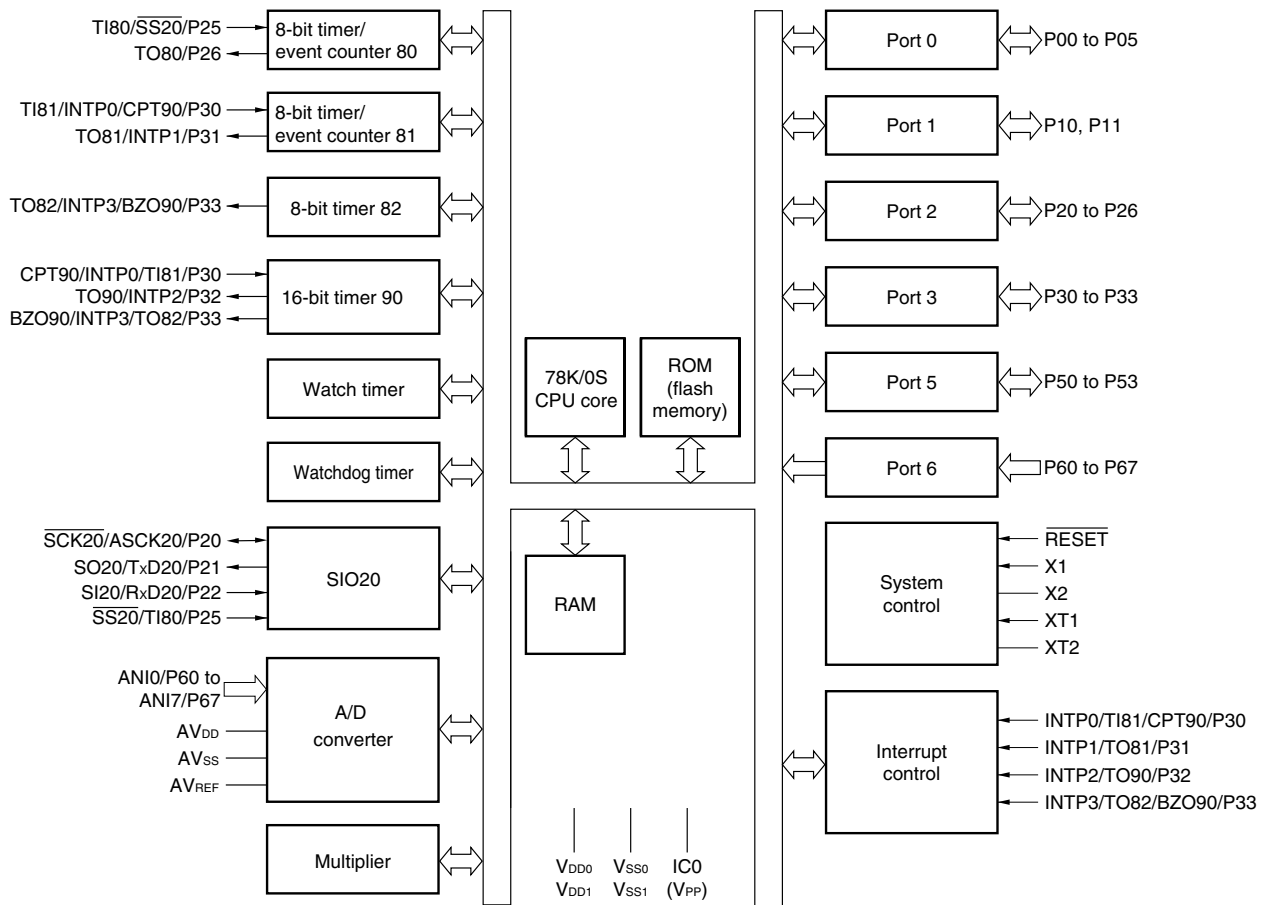 TI80/SS20/P25
TO80/P26
8-bit timer/
event counter 80
TI81/INTP0/CPT90/P30
TO81/INTP1/P31
8-bit timer/
event counter 81
TO82/INTP3/BZO90/P33
8-bit timer 82
CPT90/INTP0/TI81/P30
TO90/INTP2/P32
BZO90/INTP3/TO82/P33
16-bit timer 90
Watch timer
Watchdog timer
SCK20/ASCK20/P20
SO20/TxD20/P21
SI20/RxD20/P22
SS20/TI80/P25
SIO20
ANI0/P60 to
ANI7/P67
AVDD
AVSS
AVREF
A/D
converter
Multiplier
78K/0S
CPU core
ROM
(flash
memory)
RAM
VDD0
VDD1
VSS0
VSS1
IC0
(VPP)
Port 0
P00 to P05
Port 1
P10, P11
Port 2
P20 to P26
Port 3
P30 to P33
Port 5
P50 to P53
Port 6
P60 to P67
System
control
RESET
X1
X2
XT1
XT2
Interrupt
control
INTP0/TI81/CPT90/P30
INTP1/TO81/P31
INTP2/TO90/P32
INTP3/TO82/BZO90/P33